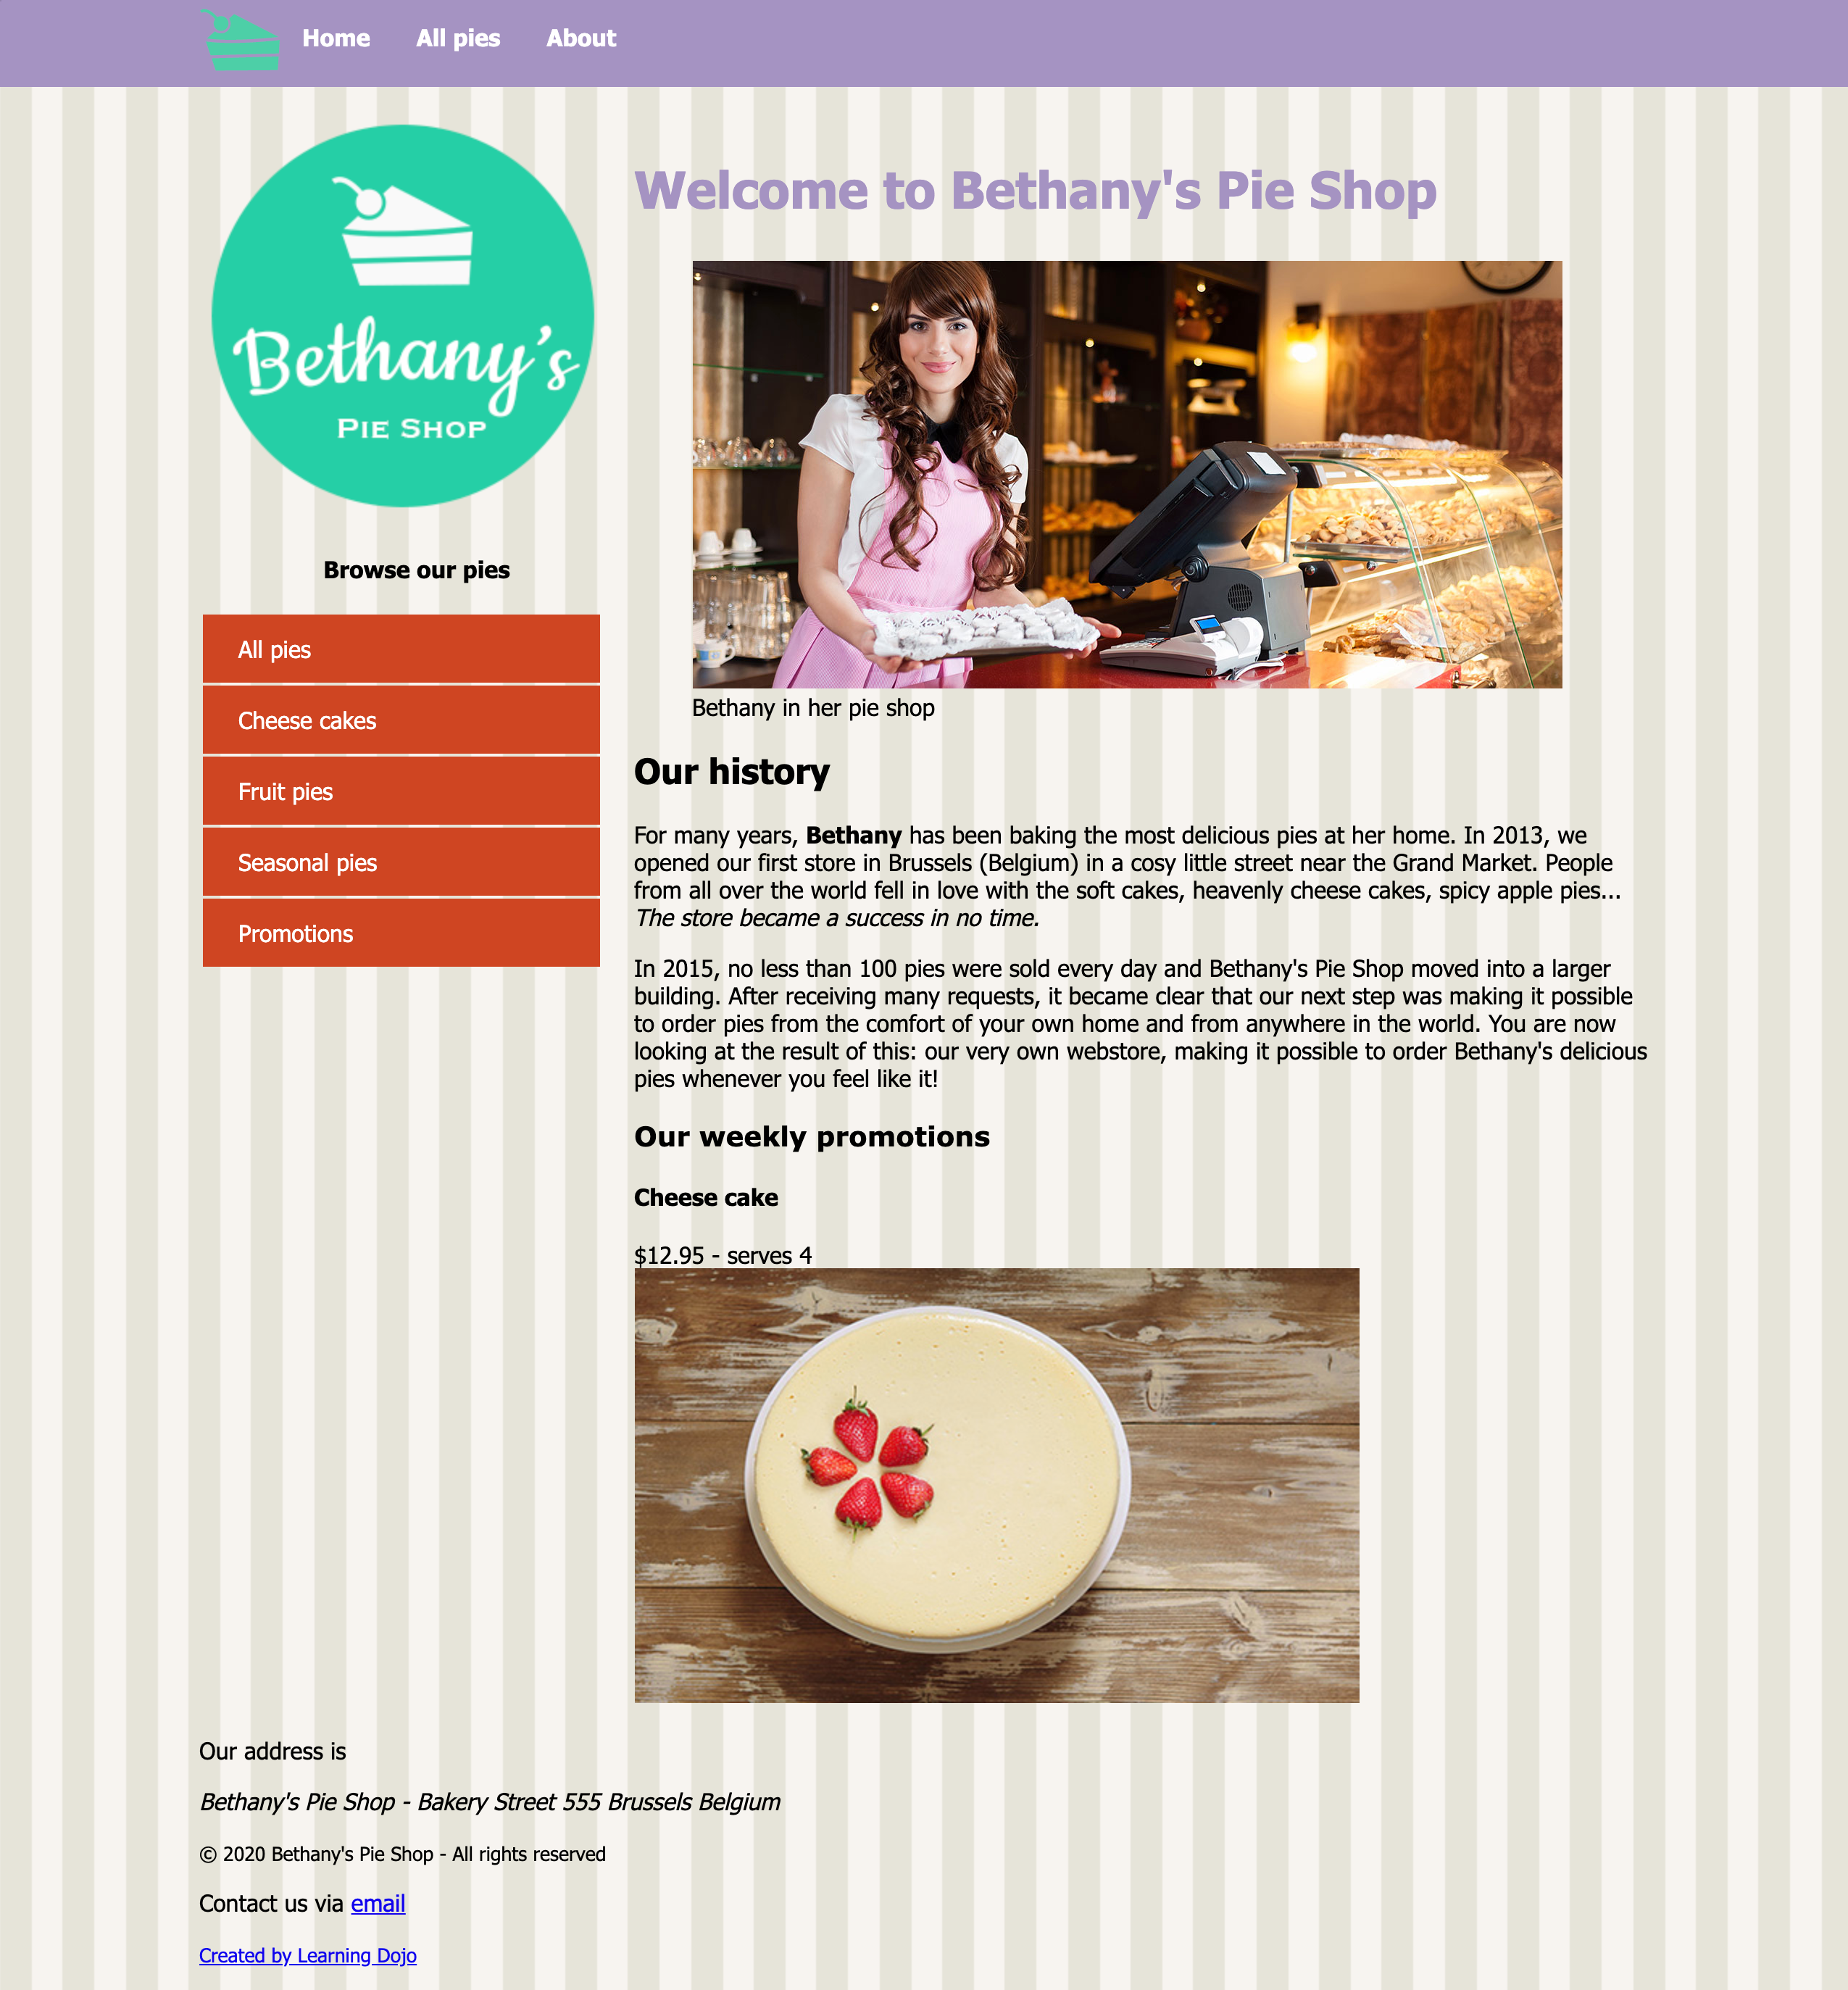 Home All pies About
Bethany's
PIE SHOP
Browse our pies
All pies
Cheese cakes
Fruit pies
Seasonal pies
Promotions
Welcome to Bethany's Pie Shop
Bethany in her pie shop
Our history
For many years, Bethany has been baking the most delicious pies at her home. In 2013, we
opened our first store in Brussels (Belgium) in a cosy little street near the Grand Market. People
from all over the world fell in love with the soft cakes, heavenly cheese cakes, spicy apple pies...
The store became a success in no time.
In 2015, no less than 100 pies were sold every day and Bethany's Pie Shop moved into a larger
building. After receiving many requests, it became clear that our next step was making it possible
to order pies from the comfort of your own home and from anywhere in the world. You are now
looking at the result of this: our very own webstore, making it possible to order Bethany's delicious
pies whenever you feel like it!
Our weekly promotions
Cheese cake
$12.95 - serves 4
Our address is
Bethany's Pie Shop - Bakery Street 555 Brussels Belgium
© 2020 Bethany's Pie Shop - All rights reserved
Contact us via email
Created by Learning Dojo